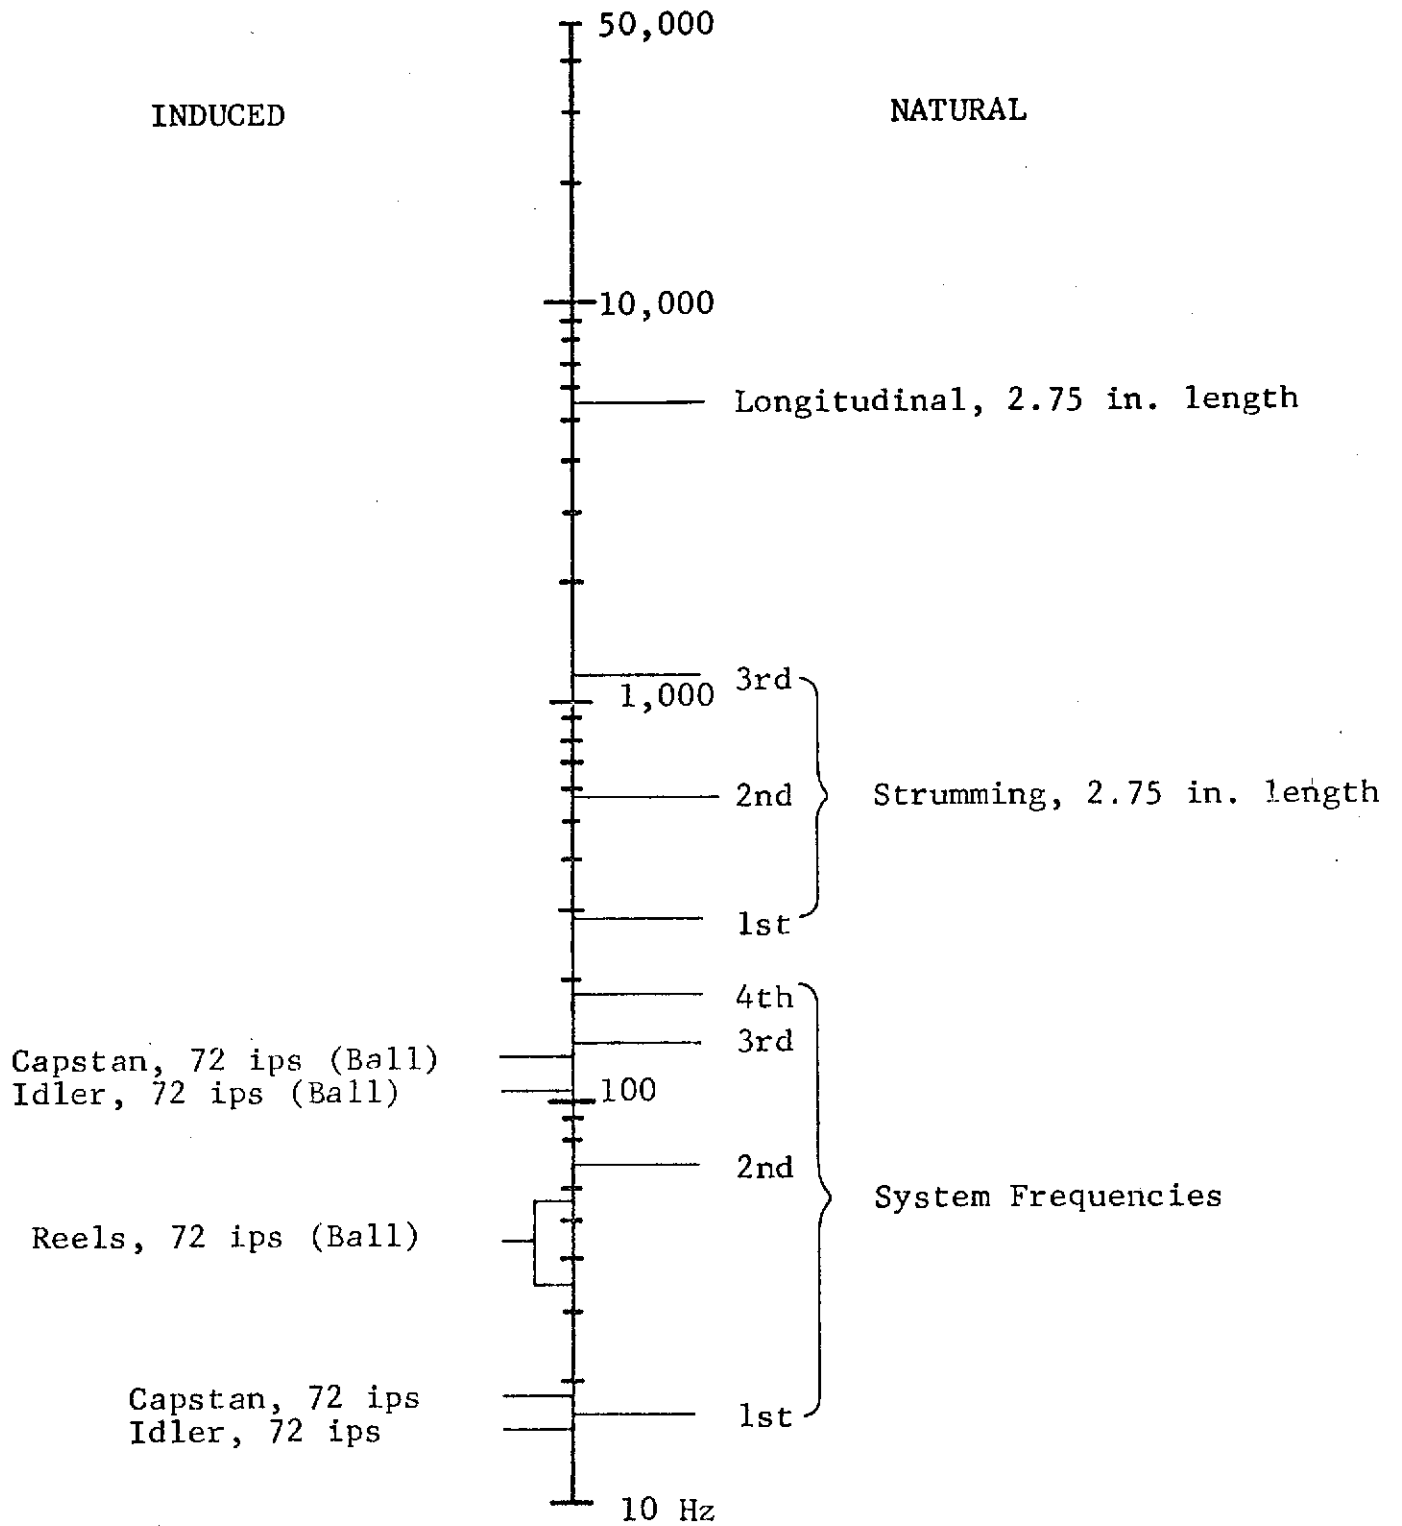 50,000
INDUCED
NATURAL
10,000
Longitudinal, 2.75 in. length
3rd
1,000
2nd
Strumming, 2.75 in. length
1st
4th
3rd
Capstan, 72 ips (Ball)
Idler, 72 ips (Ball)
100
2nd
System Frequencies
Reels, 72 ips (Ball)
Capstan, 72 ips
Idler, 72 ips
1st
10 Hz